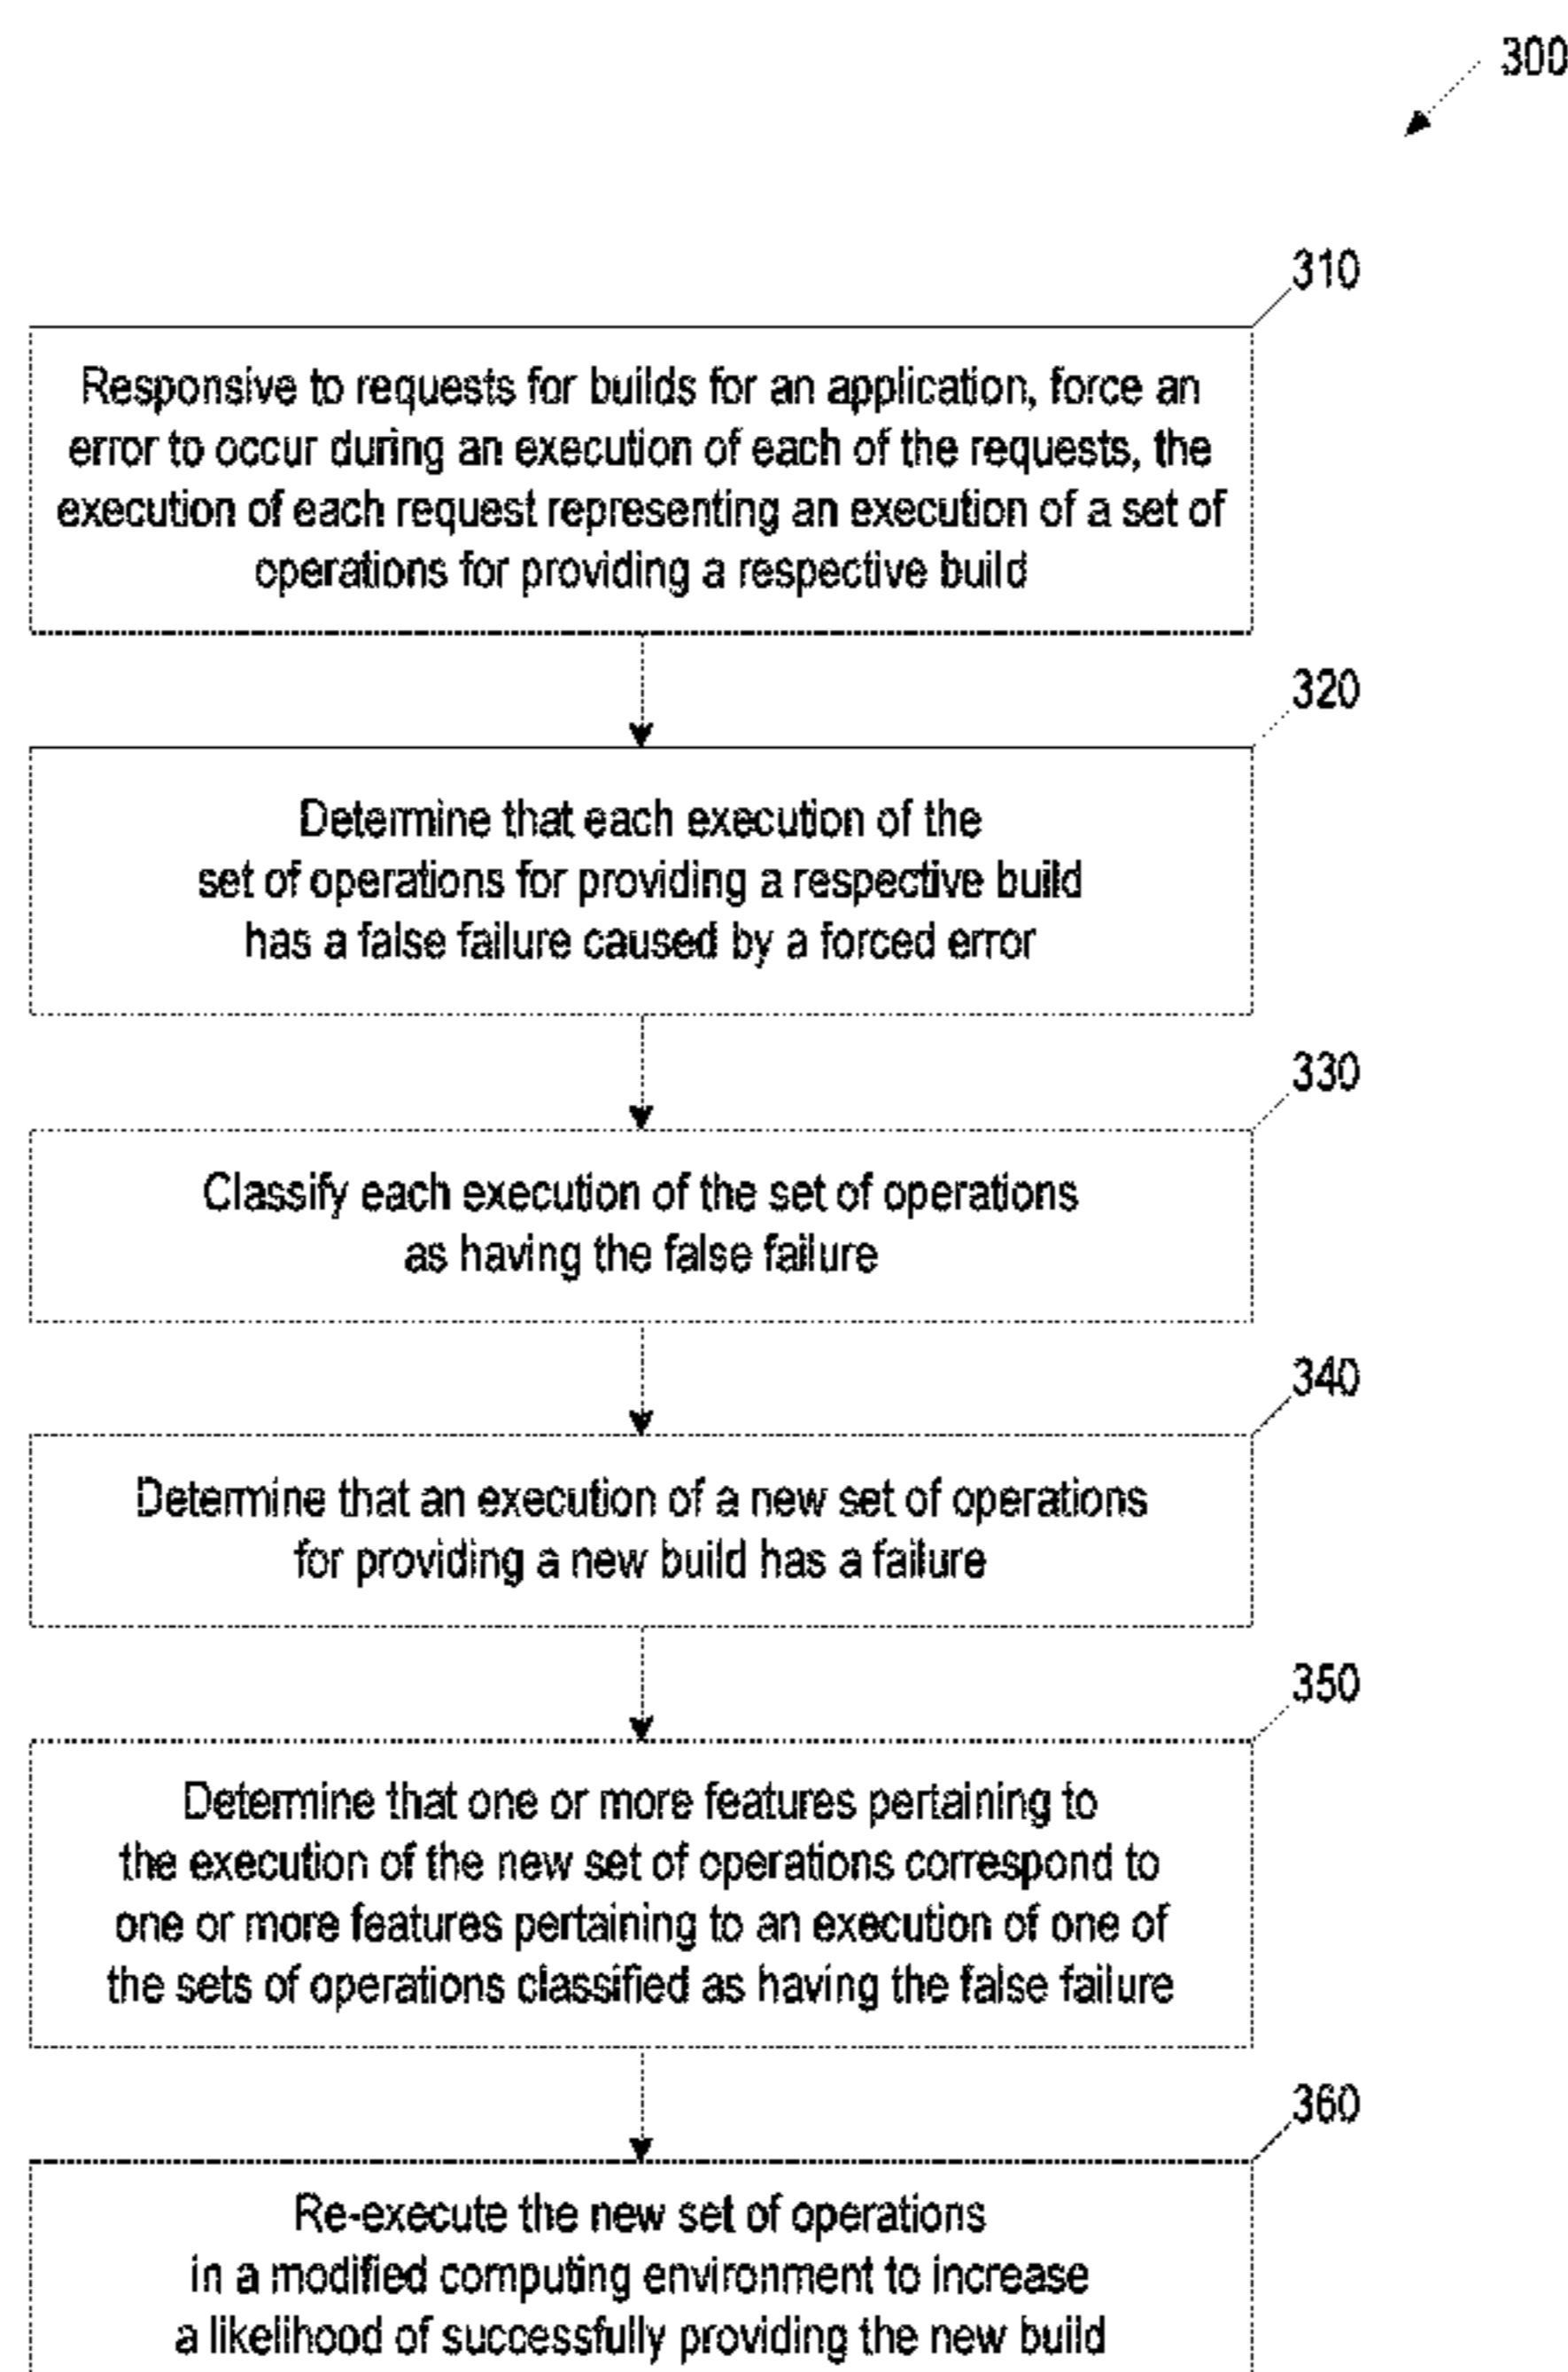 300
310
Responsive to requests for builds for an application, force an
error to occur during an execution of each of the requests, the
execution of each request representing an execution of a set of
operations for providing a respective build
320
Determine that each execution of the
set of operations for providing a respective build
has a false failure caused by a forced error
330
Classify each execution of the set of operations
as having the false failure
340
Determine that an execution of a new set of operations
for providing a new build has a failure
350
Determine that one or more features pertaining to
the execution of the new set of operations correspond to
one or more features pertaining to an execution of one of
the sets of operations classified as having the false failure
360
Re-execute the new set of operations
in a modified computing environment to increase
a likelihood of successfully providing the new build